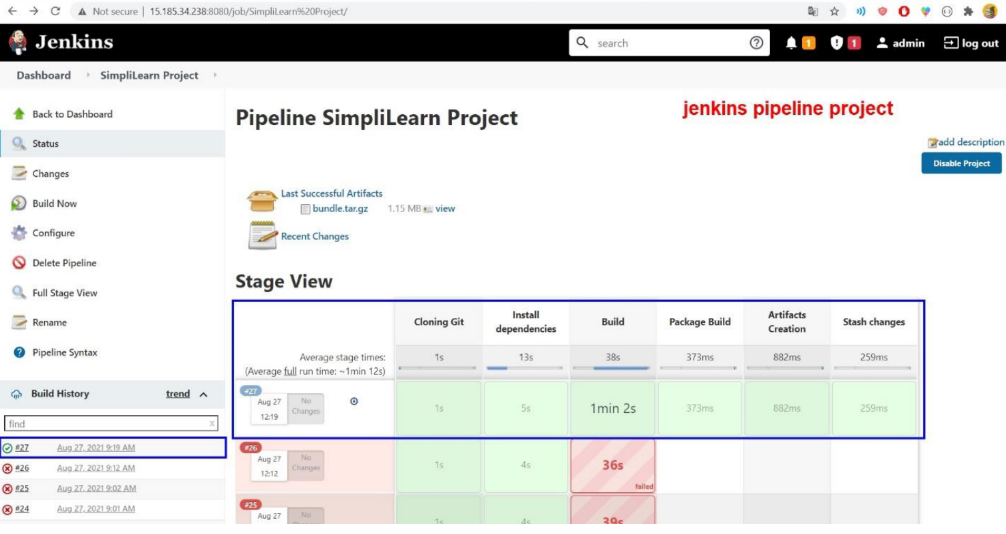 Not secure | 15.185.34.238:8080/job/SimpliLearn%20Project/
Jenkins
search
1
1
admin
log out
Dashboard
SimpliLearn Project
Back to Dashboard
Status
Changes
Build Now
Configure
Delete Pipeline
Full Stage View
Rename
Pipeline Syntax
Build History
trend
find
x
#27 Aug 27, 2021 9:19 AM
#26 Aug 27, 2021 9:12 AM
#25 Aug 27, 2021 9:02 AM
#24 Aug 27, 2021 9:01 AM
Pipeline SimpliLearn Project
jenkins pipeline project
add description
Disable Project
Last Successful Artifacts
bundle.tar.gz 1.15 MB view
Recent Changes
Stage View
Cloning Git
Install
dependencies
Build
Package Build
Artifacts
Creation
Stash changes
Average stage times:
(Average full run time: ~1min 12s)
1s
13s
38s
373ms
882ms
259ms
#27
Aug 27
12:19
No
Changes
1s
5s
1min 2s
373ms
882ms
259ms
#26
Aug 27
12:12
No
Changes
1s
4s
36s
failed
#25
Aug 27
No
1s
4s
39s